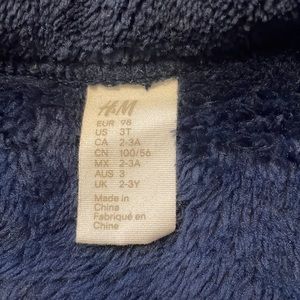 H&M
EUR 98
US 3T
CA 2-3A
CN 100/56
MX 2-3A
AUS 3
UK 2-3Y
Made in
China
Fabriqué en
Chine